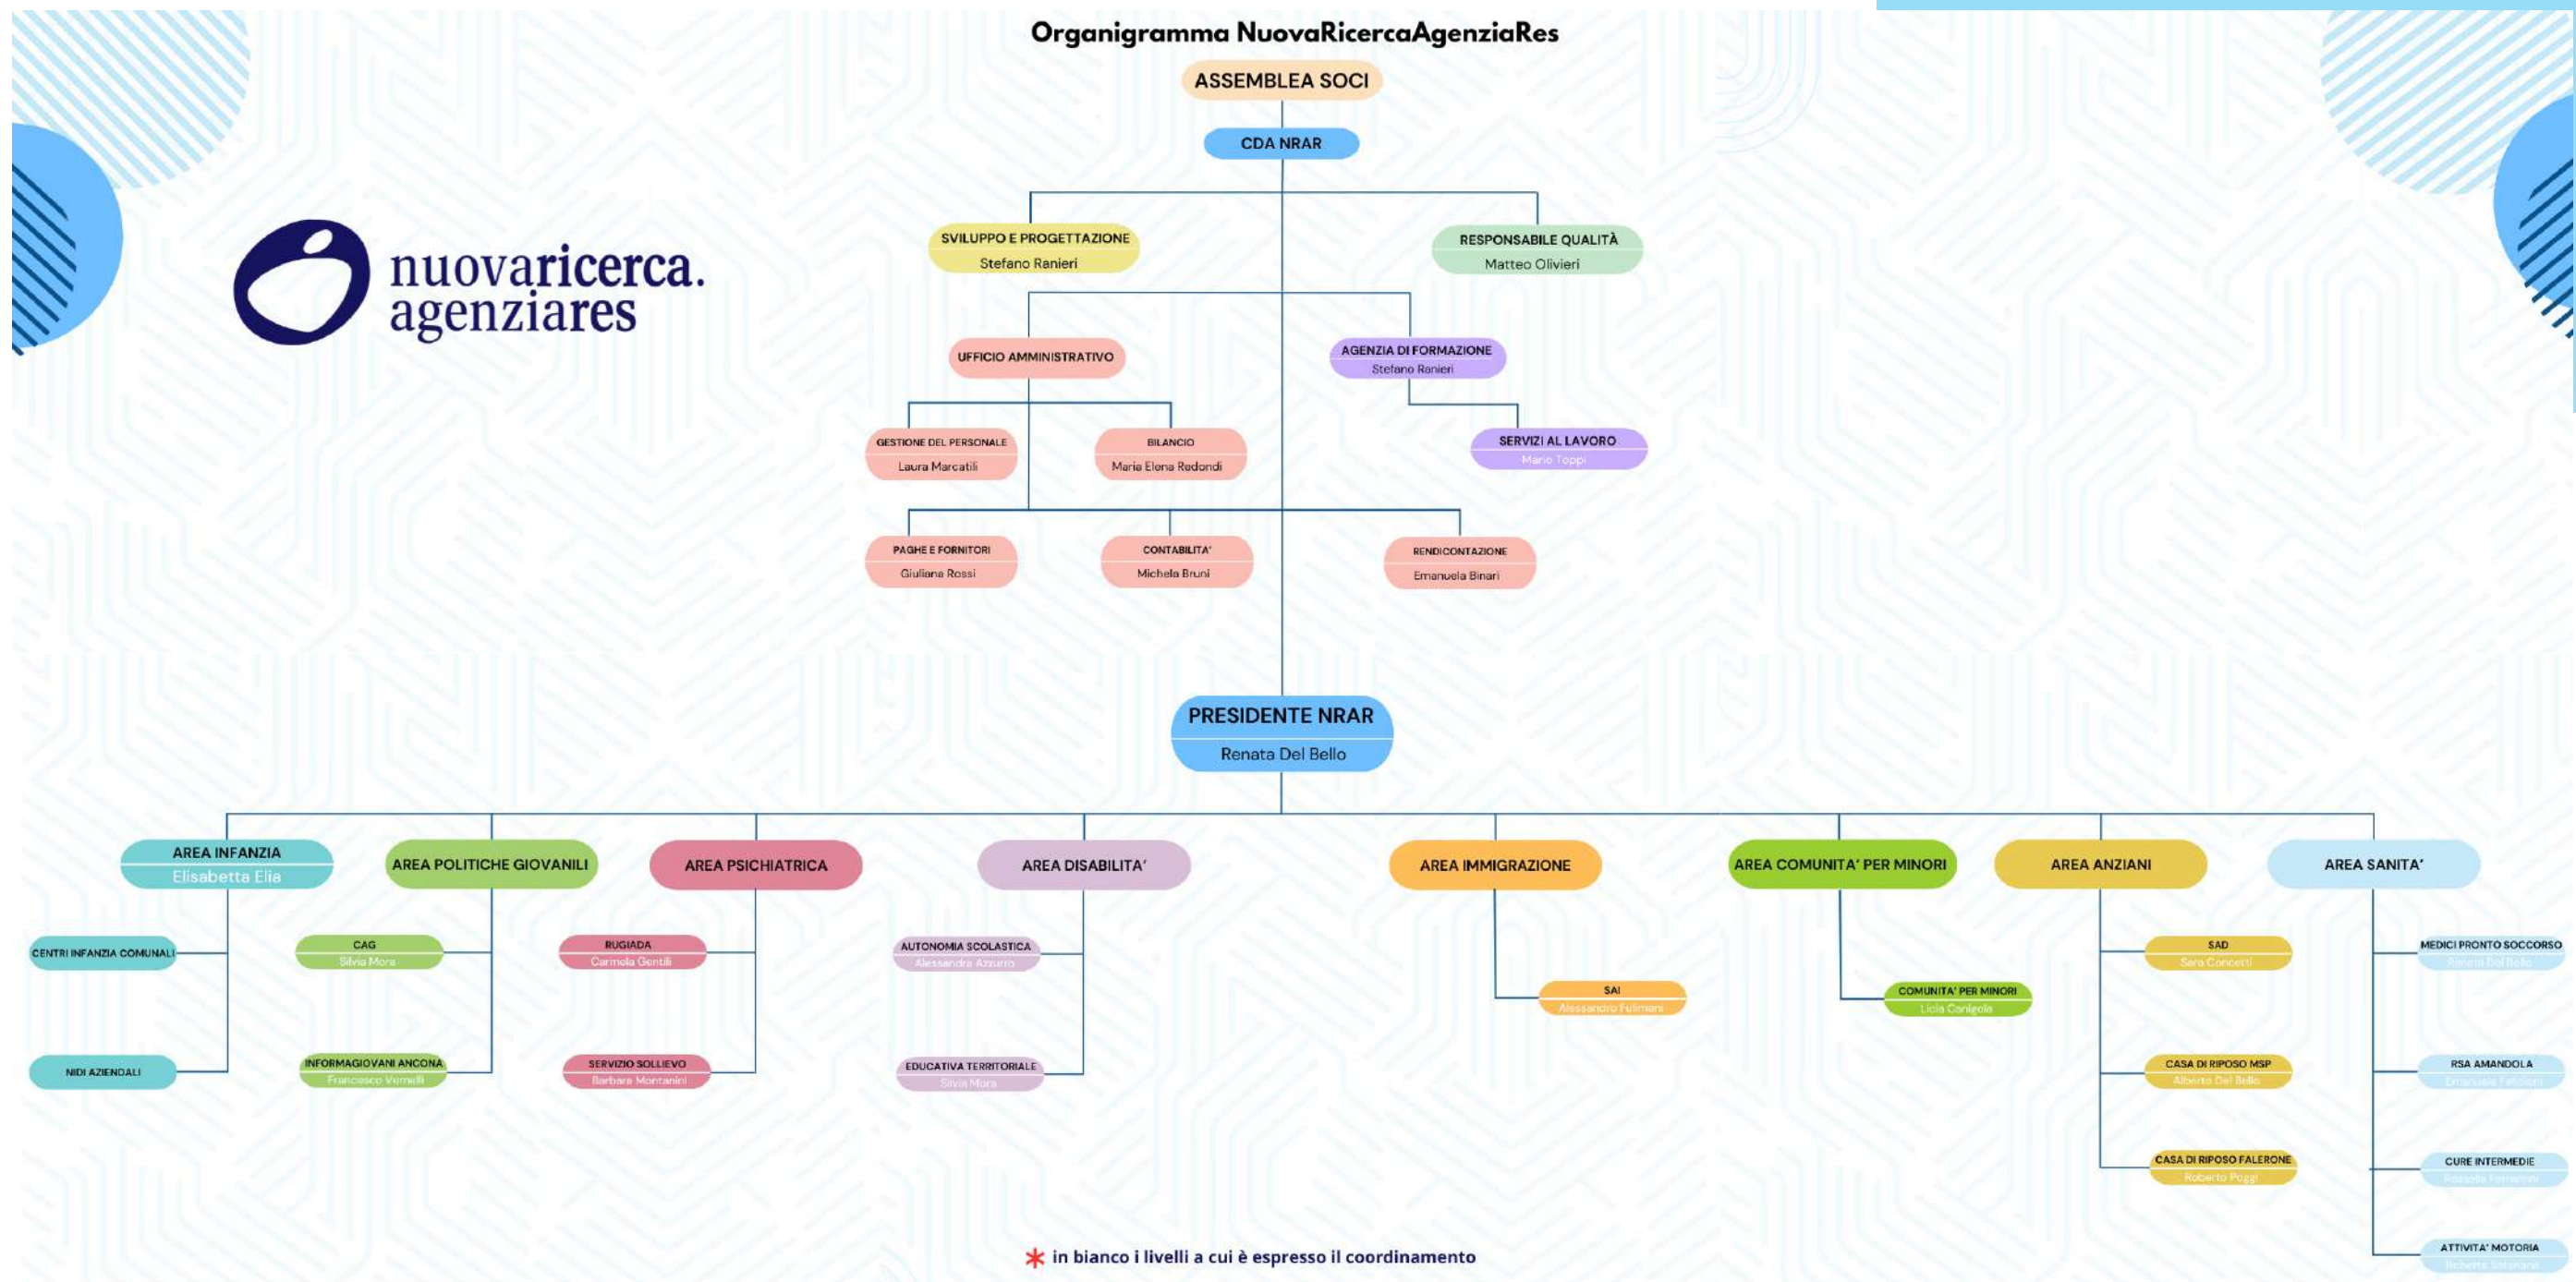 Organigramma NuovaRicercaAgenziaRes
ASSEMBLEA SOCI
CDA NRAR
nuovaricerca.
agenziares
SVILUPPO E PROGETTAZIONE
Stefano Ranieri
RESPONSABILE QUALITÀ
Matteo Olivieri
UFFICIO AMMINISTRATIVO
AGENZIA DI FORMAZIONE
Stefano Ranieri
GESTIONE DEL PERSONALE
Laura Marcatili
BILANCIO
Maria Elena Redondi
SERVIZI AL LAVORO
Mario Toppi
PAGHE E FORNITORI
Giuliana Rossi
CONTABILITA'
Michela Bruni
RENDICONTAZIONE
Emanuela Binari
PRESIDENTE NRAR
Renata Del Bello
AREA INFANZIA
Elisabetta Elia
CENTRI INFANZIA COMUNALI
NIDI AZIENDALI
AREA POLITICHE GIOVANILI
CAG
Silvia Mora
INFORMAGIOVANI ANCONA
Francesco Vernelli
AREA PSICHIATRICA
RUGIADA
Carmela Gentili
SERVIZIO SOLLIEVO
Barbara Montanini
AREA DISABILITA'
AUTONOMIA SCOLASTICA
Alessandra Azzurro
EDUCATIVA TERRITORIALE
Silvia Mora
AREA IMMIGRAZIONE
SAI
Alessandro Fulimeni
AREA COMUNITA' PER MINORI
COMUNITA' PER MINORI
Licia Canigola
AREA ANZIANI
SAD
Sara Concetti
CASA DI RIPOSO MSP
Alberto Del Bello
CASA DI RIPOSO FALERONE
Roberto Poggi
AREA SANITA'
MEDICI PRONTO SOCCORSO
Renata Del Bello
RSA AMANDOLA
Emanuela
CURE INTERMEDIE
Rossella
ATTIVITA' MOTORIA
Roberta
* in bianco i livelli a cui è espresso il coordinamento